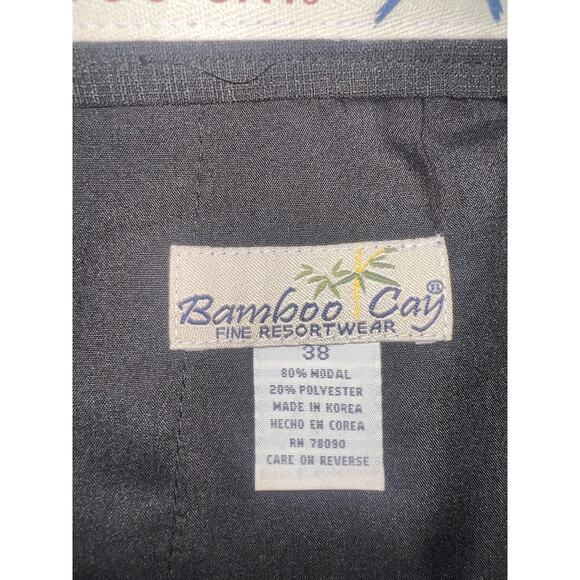 Bamboo Cay®
FINE RESORTWEAR
38
80% MODAL
20% POLYESTER
MADE IN KOREA
HECHO EN COREA
RN 78090
CARE ON REVERSE